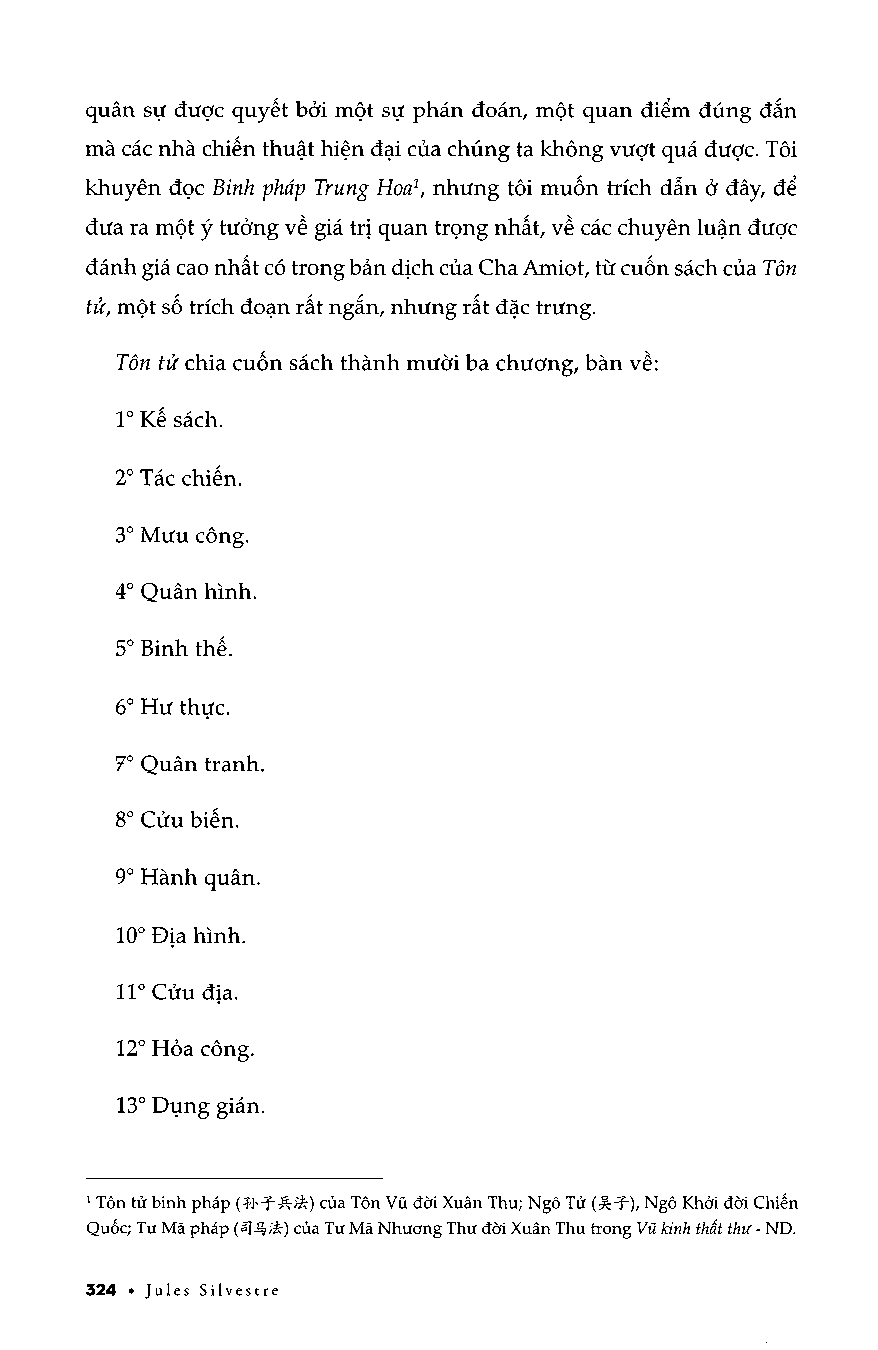 quân sự được quyết bởi một sự phán đoán, một quan điểm đúng đắn
mà các nhà chiến thuật hiện đại của chúng ta không vượt quá được. Tôi
khuyên đọc Binh pháp Trung Hoa¹, nhưng tôi muốn trích dẫn ở đây, để
đưa ra một ý tưởng về giá trị quan trọng nhất, về các chuyên luận được
đánh giá cao nhất có trong bản dịch của Cha Amiot, từ cuốn sách của Tôn
tử, một số trích đoạn rất ngắn, nhưng rất đặc trưng.
Tôn tử chia cuốn sách thành mười ba chương, bàn về:
1° Kế sách.
2° Tác chiến.
3° Mưu công.
4° Quân hình.
5° Binh thế.
6° Hư thực.
7° Quân tranh.
8° Cửu biến.
9° Hành quân.
10° Địa hình.
11° Cửu địa.
12° Hỏa công.
13° Dụng gián.
¹ Tôn tử binh pháp (孙子兵法) của Tôn Vũ đời Xuân Thu; Ngô Tử (吴子), Ngô Khởi đời Chiến
Quốc; Tư Mã pháp (司马法) của Tư Mã Nhương Thư đời Xuân Thu trong Vũ kinh thất thư - ND.
324 • Jules Silvestre